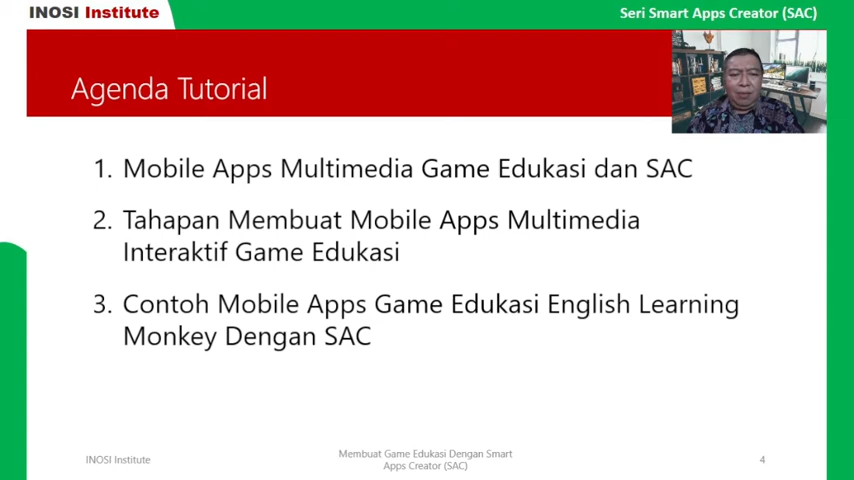 INOSI Institute
Seri Smart Apps Creator (SAC)
Agenda Tutorial
1. Mobile Apps Multimedia Game Edukasi dan SAC
2. Tahapan Membuat Mobile Apps Multimedia
Interaktif Game Edukasi
3. Contoh Mobile Apps Game Edukasi English Learning
Monkey Dengan SAC
INOSI Institute
Membuat Game Edukasi Dengan Smart
Apps Creator (SAC)
4